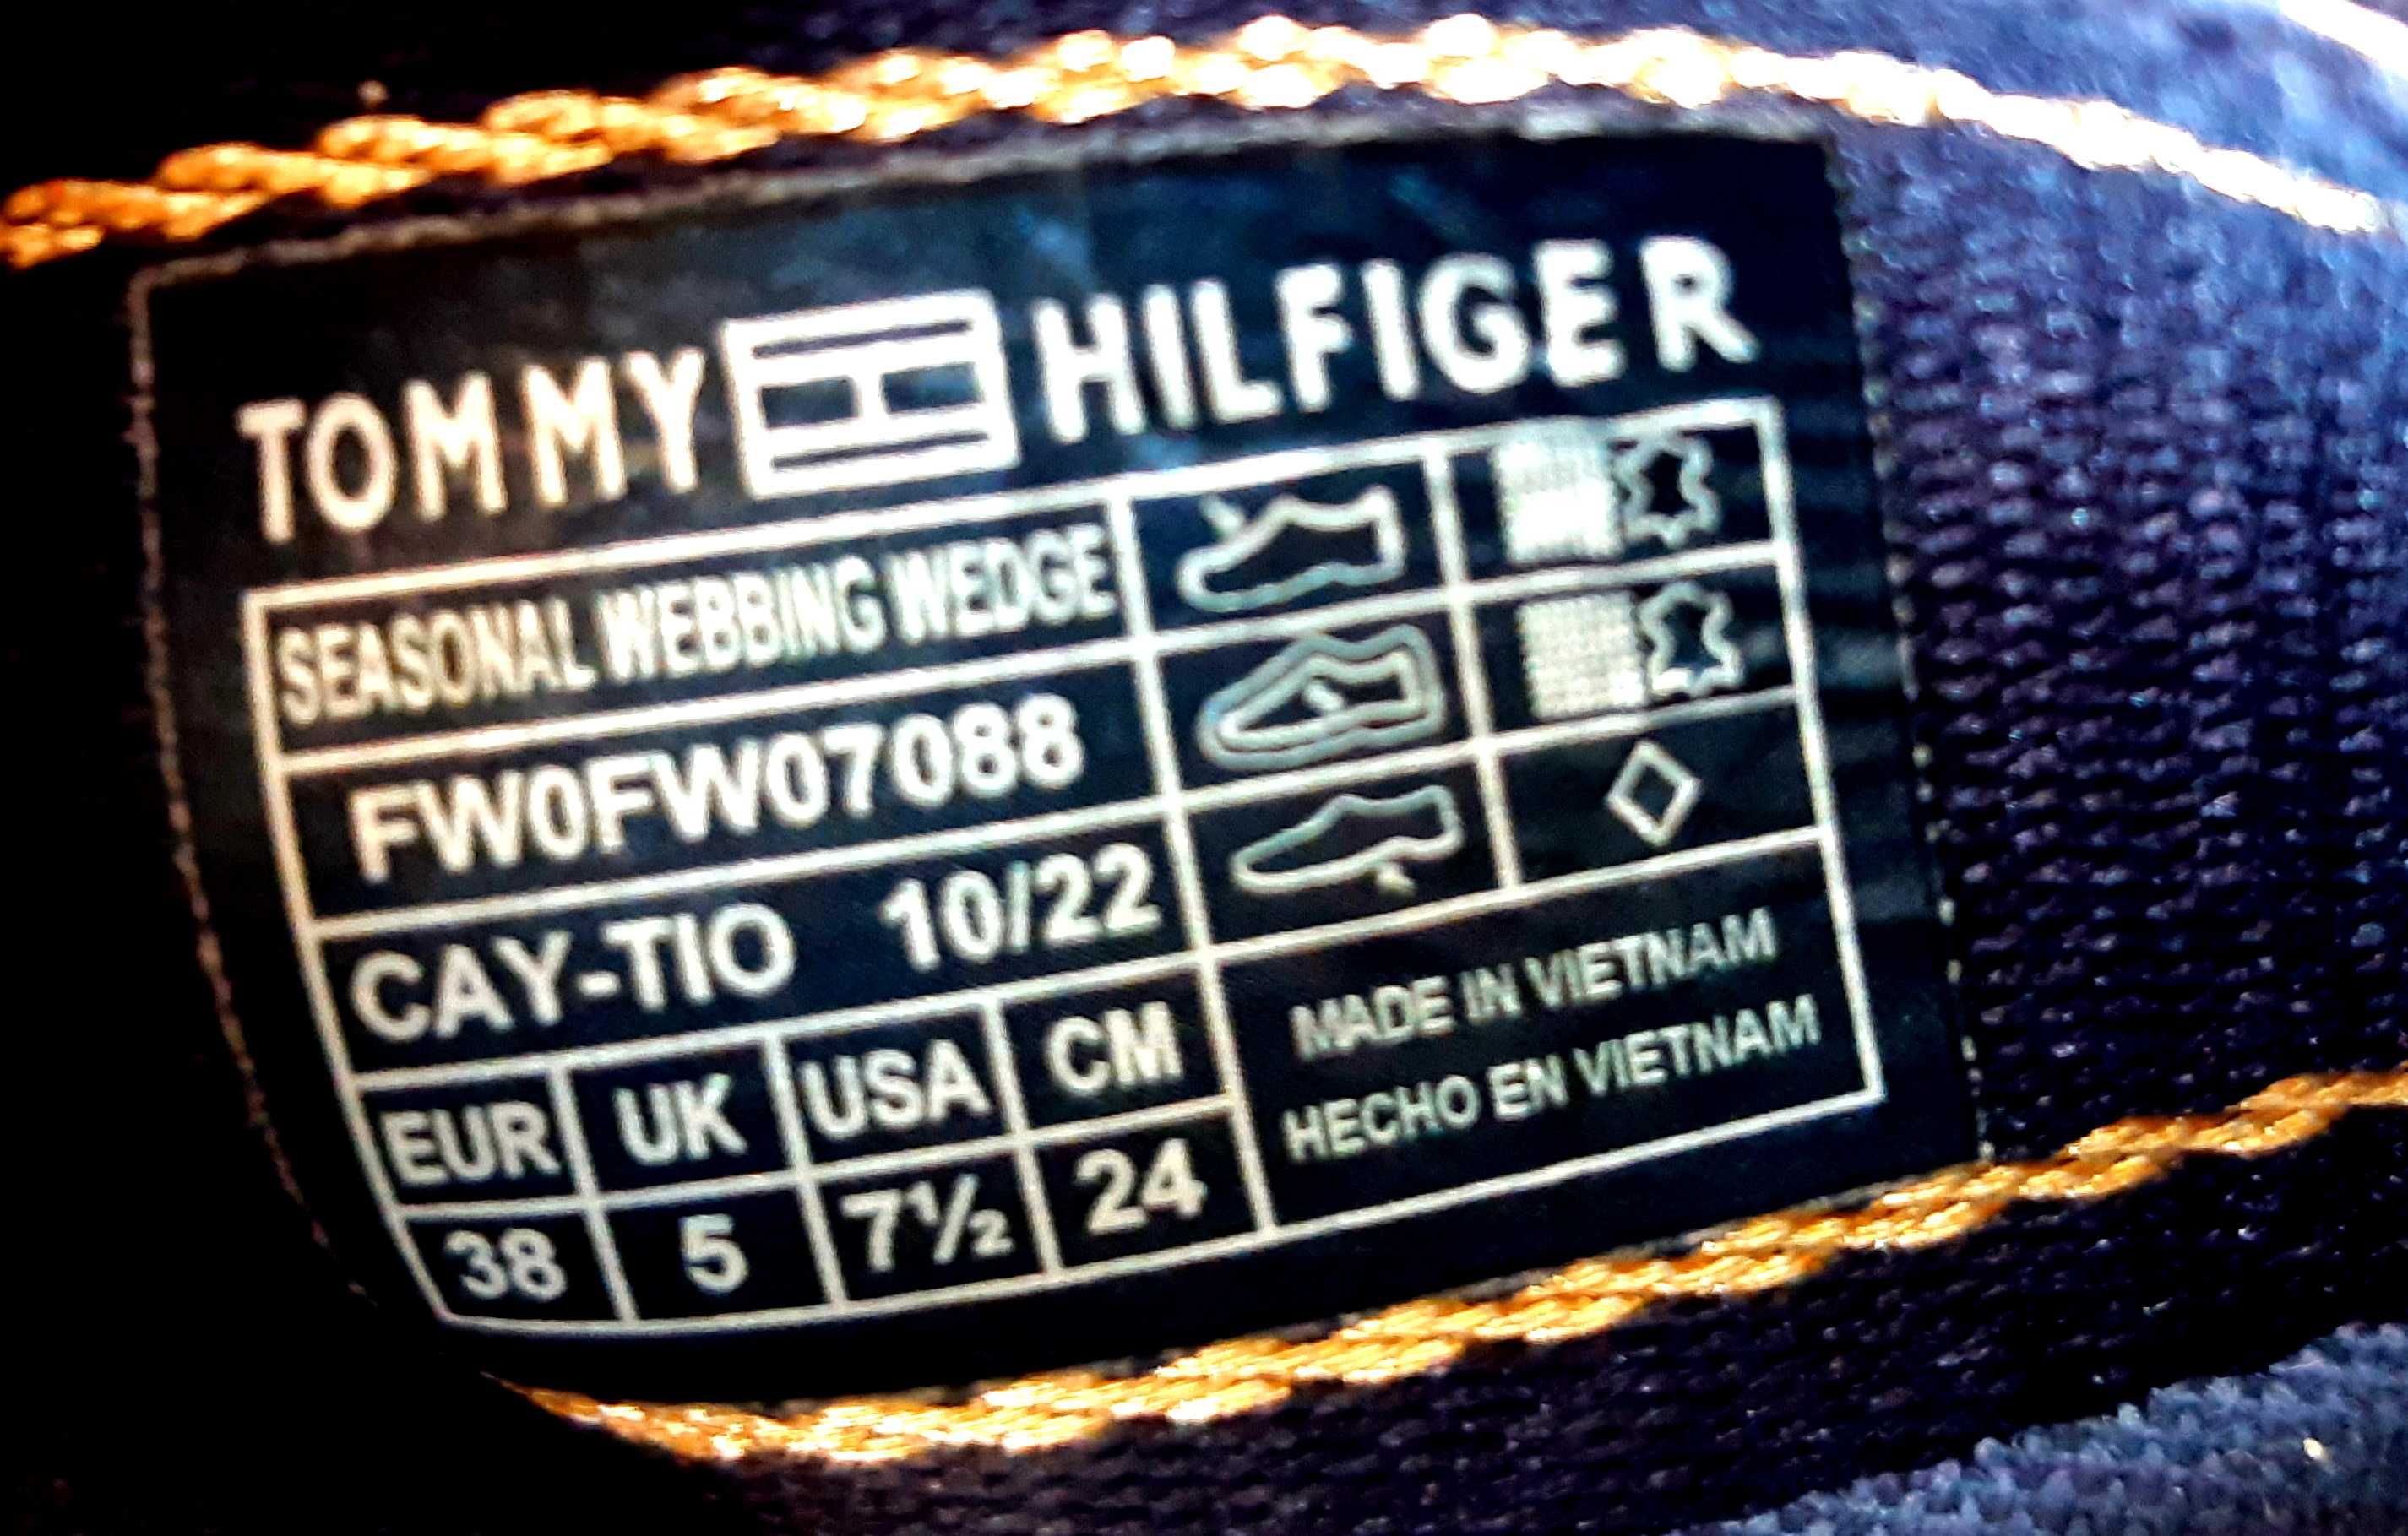 TOMMY HILFIGER
SEASONAL WEBBING WEDGE
FW0FW07088
CAY-TIO 10/22
EUR UK USA CM
38 5 7½ 24
MADE IN VIETNAM
HECHO EN VIETNAM